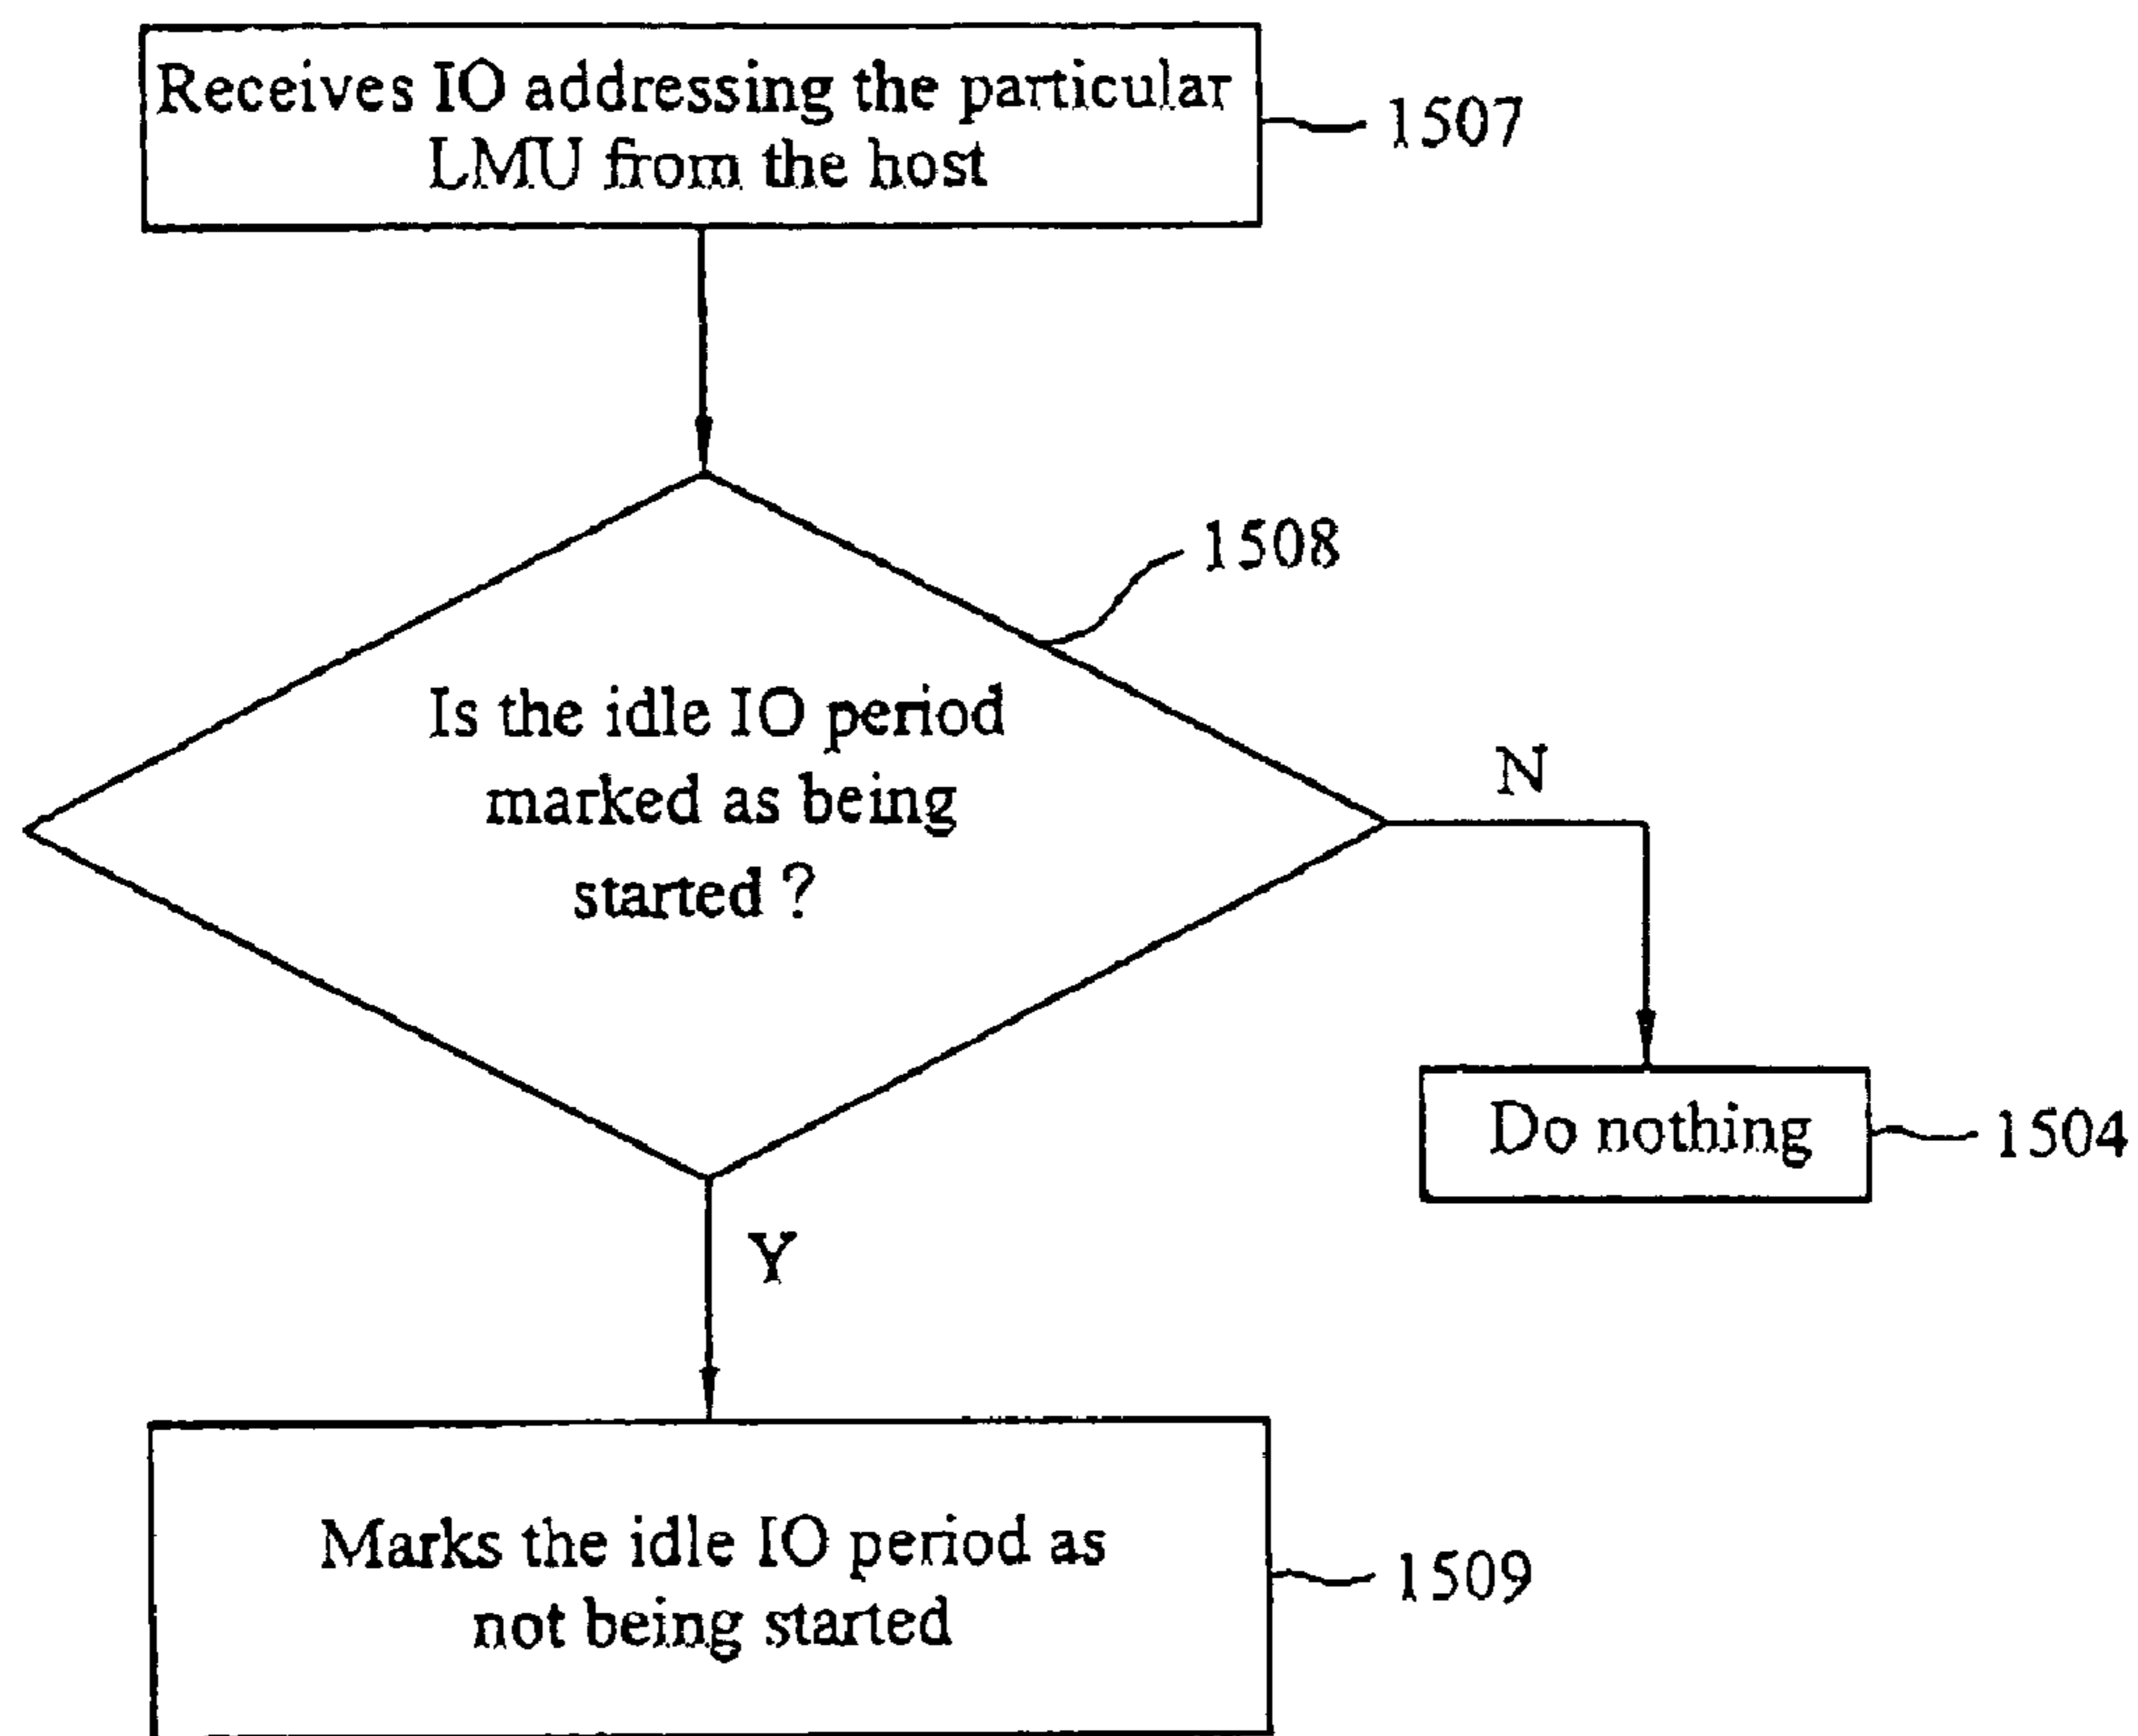 Receives IO addressing the particular
LMU from the host
1507
1508
Is the idle IO period
marked as being
started ?
N
Do nothing
1504
Y
Marks the idle IO period as
not being started
1509